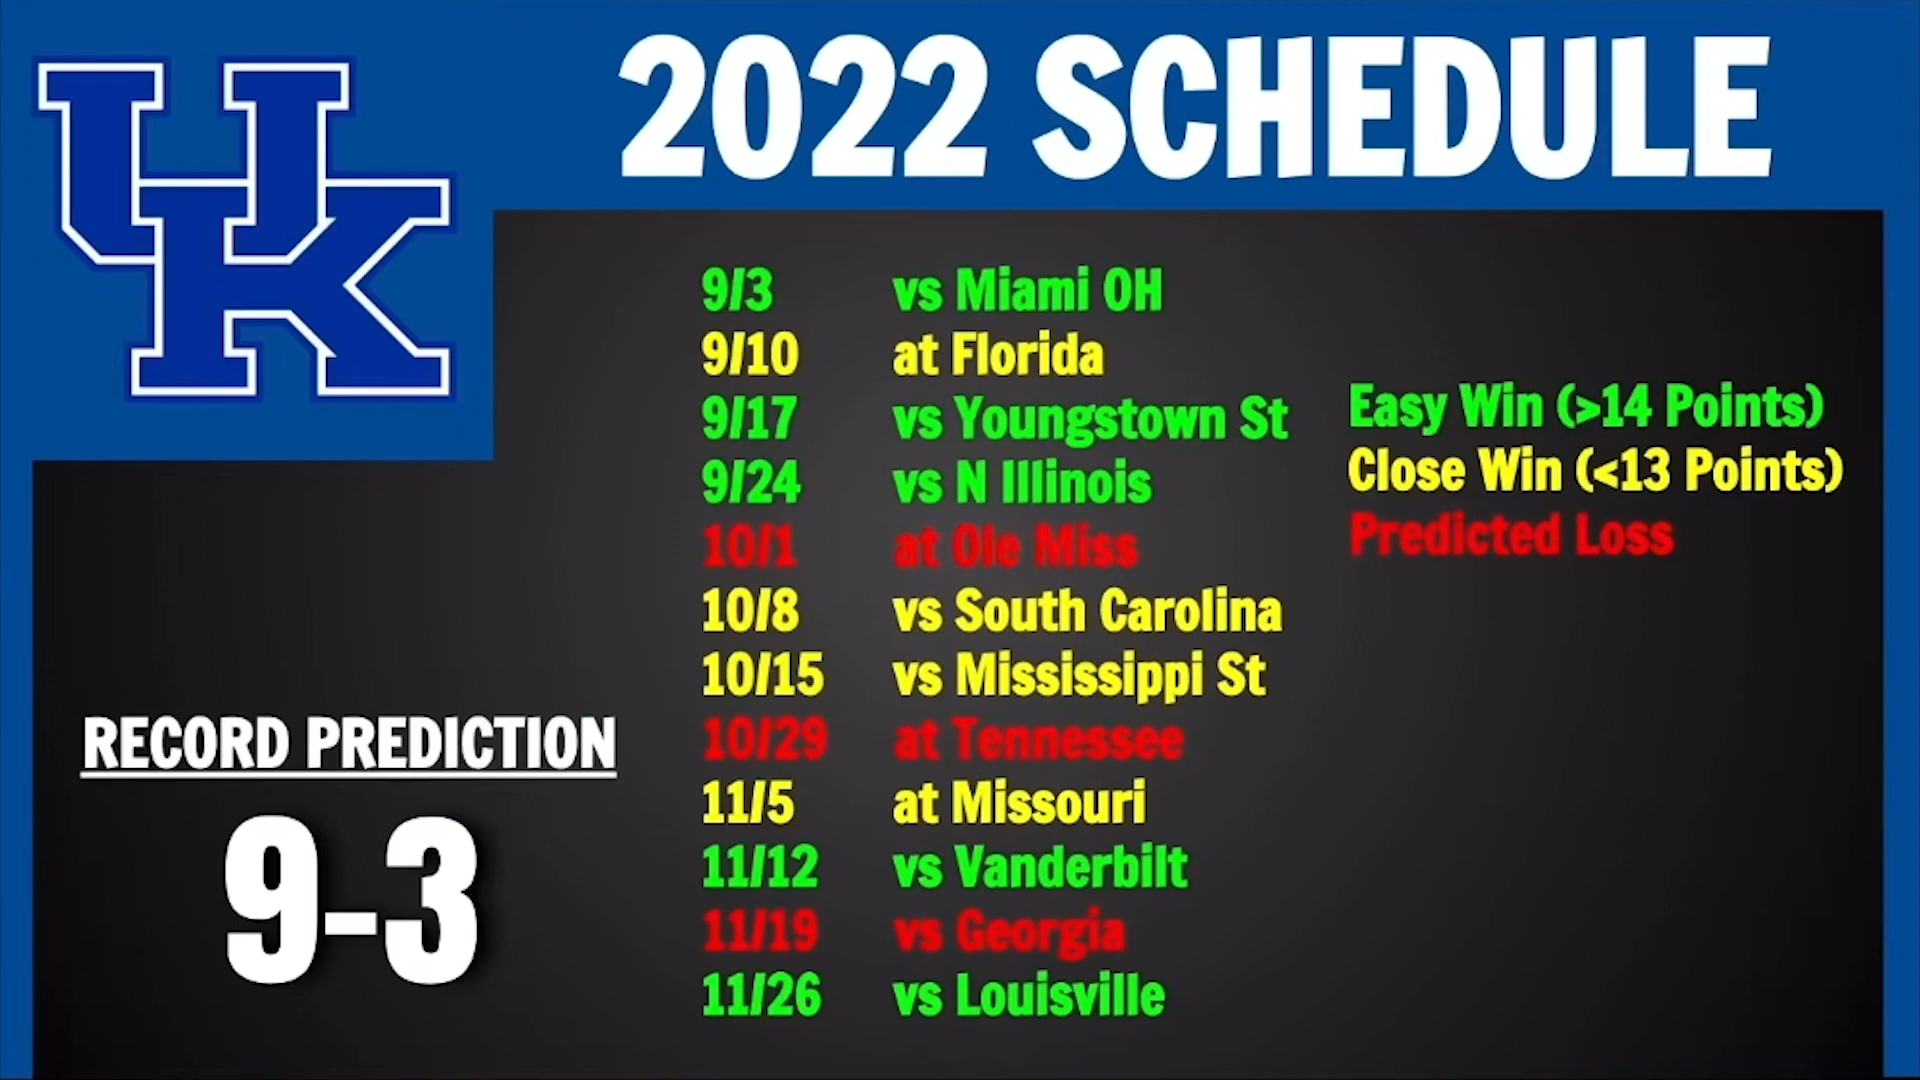 UK
2022 SCHEDULE
9/3 vs Miami OH
9/10 at Florida
9/17 vs Youngstown St
9/24 vs N Illinois
10/1 at Ole Miss
10/8 vs South Carolina
10/15 vs Mississippi St
10/29 at Tennessee
11/5 at Missouri
11/12 vs Vanderbilt
11/19 vs Georgia
11/26 vs Louisville
Easy Win (>14 Points)
Close Win (<13 Points)
Predicted Loss
RECORD PREDICTION
9-3